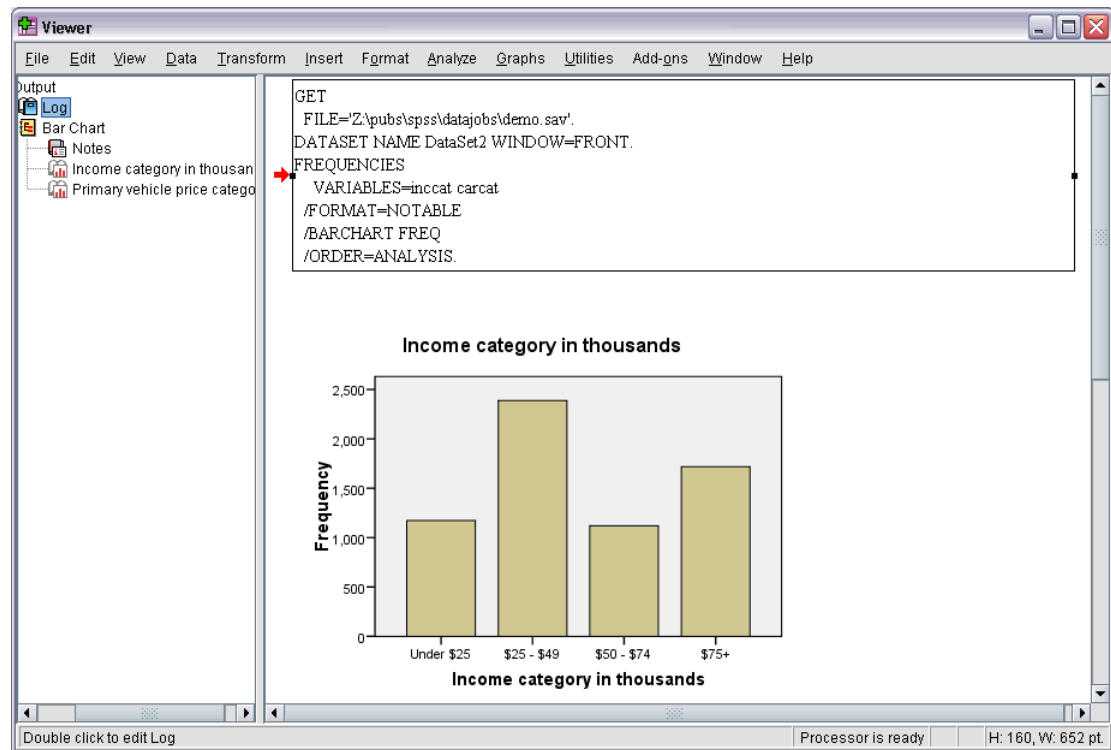 Viewer
File Edit View Data Transform Insert Format Analyze Graphs Utilities Add-ons Window Help
Output
Log
Bar Chart
Notes
Income category in thousan
Primary vehicle price catego
GET
FILE='Z:\pubs\spss\datajobs\demo.sav'.
DATASET NAME DataSet2 WINDOW=FRONT.
FREQUENCIES
VARIABLES=inccat carcat
/FORMAT=NOTABLE
/BARCHART FREQ
/ORDER=ANALYSIS.
Income category in thousands
Frequency
2,500
2,000
1,500
1,000
500
0
Under $25 $25 - $49 $50 - $74 $75+
Income category in thousands
Double click to edit Log Processor is ready H: 160, W: 652 pt.